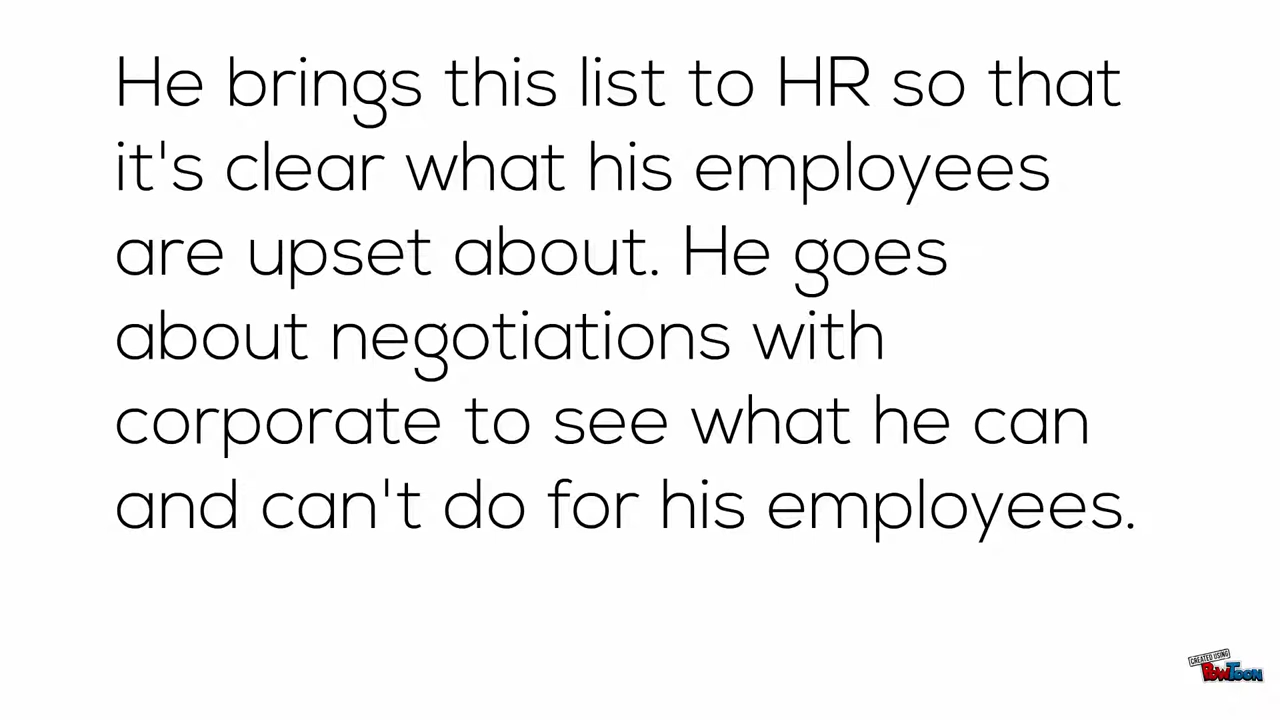 He brings this list to HR so that
it's clear what his employees
are upset about. He goes
about negotiations with
corporate to see what he can
and can't do for his employees.
CREATED USING
POWTOON